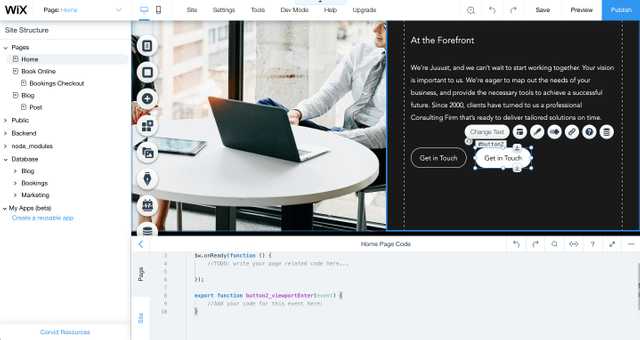 WiX
Page: Home
Site
Settings
Tools
Dev Mode
Help
Upgrade
Save
Preview
Publish
Site Structure
Pages
Home
Book Online
Bookings Checkout
Blog
Post
Public
Backend
node_modules
Database
Blog
Bookings
Marketing
My Apps (beta)
Create a reusable app
Corvid Resources
At the Forefront
We're Juuust, and we can't wait to start working together. Your vision
is important to us. We're eager to map out the needs of your
business, and provide the necessary tools to achieve a successful
future. Since 2000, clients have turned to us a professional
Consulting Firm that's ready to deliver tailored solutions on time.
Change Text
#button2
Get in Touch
Get in Touch
Home Page Code
Page
Site
3 $w.onReady(function () {
4 //TODO: write your page related code here...
5
6 });
7
8 export function button2_viewportEnter(event) {
9 //Add your code for this event here:
10 }